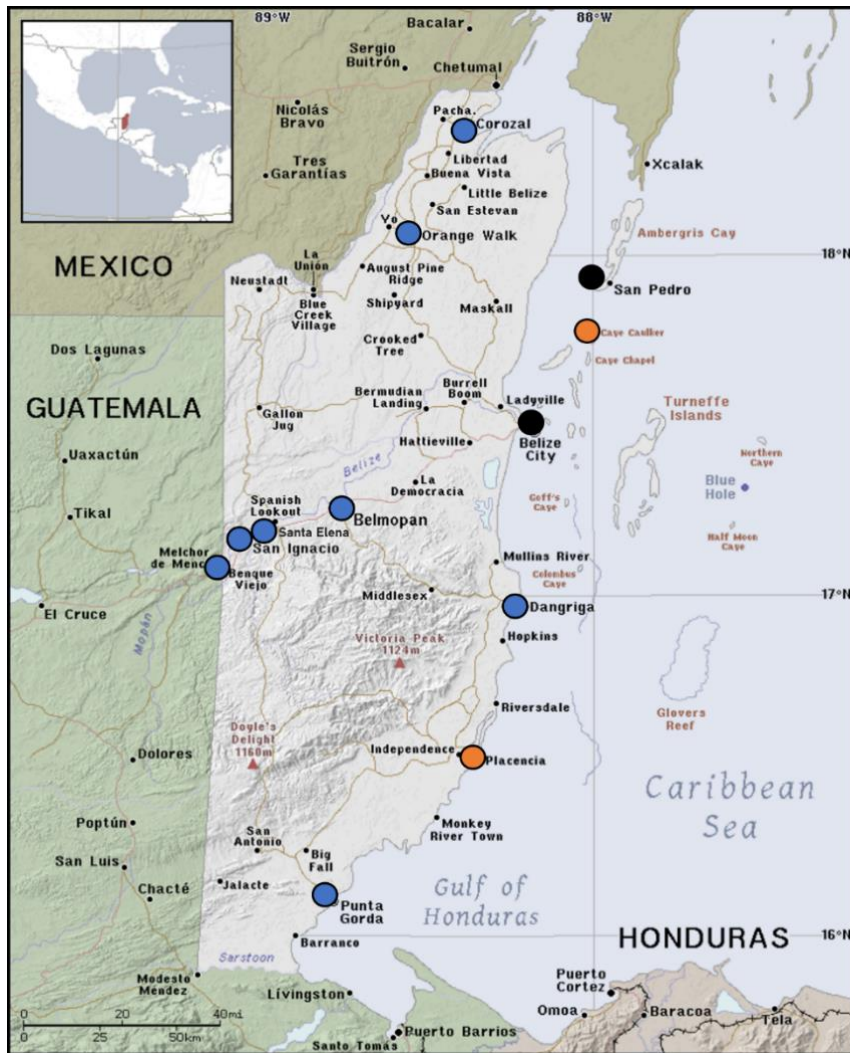 89°W
88°W
Bacalar
Sergio
Buitrón
Chetumal
Nicolás
Bravo
Pacha.
Corozal
Libertad
Xcalak
Tres
Garantías
Buena Vista
Little Belize
San Estevan
Yo
Orange Walk
Ambergris Cay
18°N
MEXICO
La
Unión
August Pine
Ridge
Neustadt
San Pedro
Blue
Creek
Village
Shipyard
Maskall
Crooked
Tree
Caye Caulker
Caye Chapel
Dos Lagunas
GUATEMALA
Burrell
Boom
Bermudian
Landing
Ladyville
Turneffe
Islands
Gallon
Jug
Hattieville
Belize
City
Uaxactún
Belize
Northern
Caye
La
Democracia
Blue
Hole
Goff's
Caye
Spanish
Lookout
Tikal
Belmopan
Santa Elena
San Ignacio
Half Moon
Caye
Melchor
de Menc
Mullins River
Benque
Viejo
Columbus
Caye
17°N
Middlesex
El Cruce
Dangriga
Mopán
Hopkins
Victoria Peak
1124m
Riversdale
Glovers
Reef
Doyle's
Delight
1160m
Dolores
Independence
Placencia
Caribbean
Sea
Poptún
Monkey
River Town
San
Antonio
Big
Fall
San Luis
Jalacte
Chacté
Gulf of
Honduras
Punta
Gorda
Barranco
HONDURAS
16°N
Sarstoon
Modesto
Méndez
Lívingston
Puerto
Cortez
Omoa
Baracoa
Tela
0 20 40mi
0 25 50km
Puerto Barrios
Santo Tomás